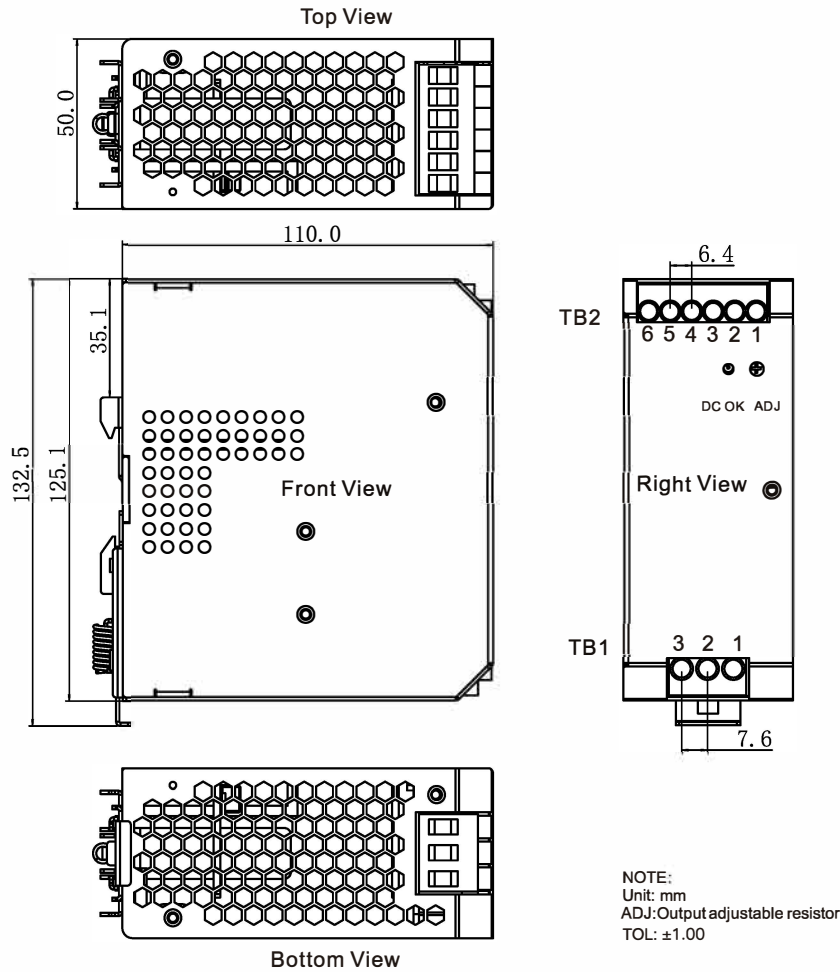 Top View
50.0
110.0
6.4
TB2
6 5 4 3 2 1
35.1
DC OK ADJ
132.5
125.1
Front View
Right View
TB1
3 2 1
7.6
NOTE:
Unit: mm
ADJ:Output adjustable resistor
TOL: ±1.00
Bottom View